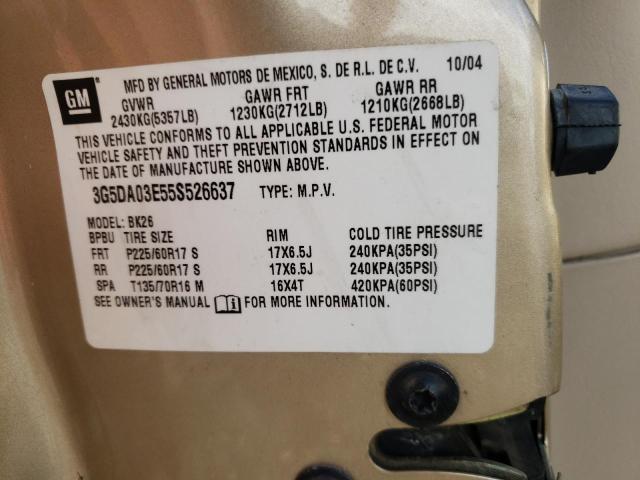 GM
MFD BY GENERAL MOTORS DE MEXICO, S. DE R.L. DE C.V. 10/04
GVWR GAWR FRT GAWR RR
2430KG(5357LB) 1230KG(2712LB) 1210KG(2668LB)
THIS VEHICLE CONFORMS TO ALL APPLICABLE U.S. FEDERAL MOTOR
VEHICLE SAFETY AND THEFT PREVENTION STANDARDS IN EFFECT ON
THE DATE OF MANUFACTURE SHOWN ABOVE.
3G5DA03E55S526637 TYPE: M.P.V.
MODEL: BK26
BPBU TIRE SIZE RIM COLD TIRE PRESSURE
FRT P225/60R17 S 17X6.5J 240KPA(35PSI)
RR P225/60R17 S 17X6.5J 240KPA(35PSI)
SPA T135/70R16 M 16X4T 420KPA(60PSI)
SEE OWNER'S MANUAL FOR MORE INFORMATION.